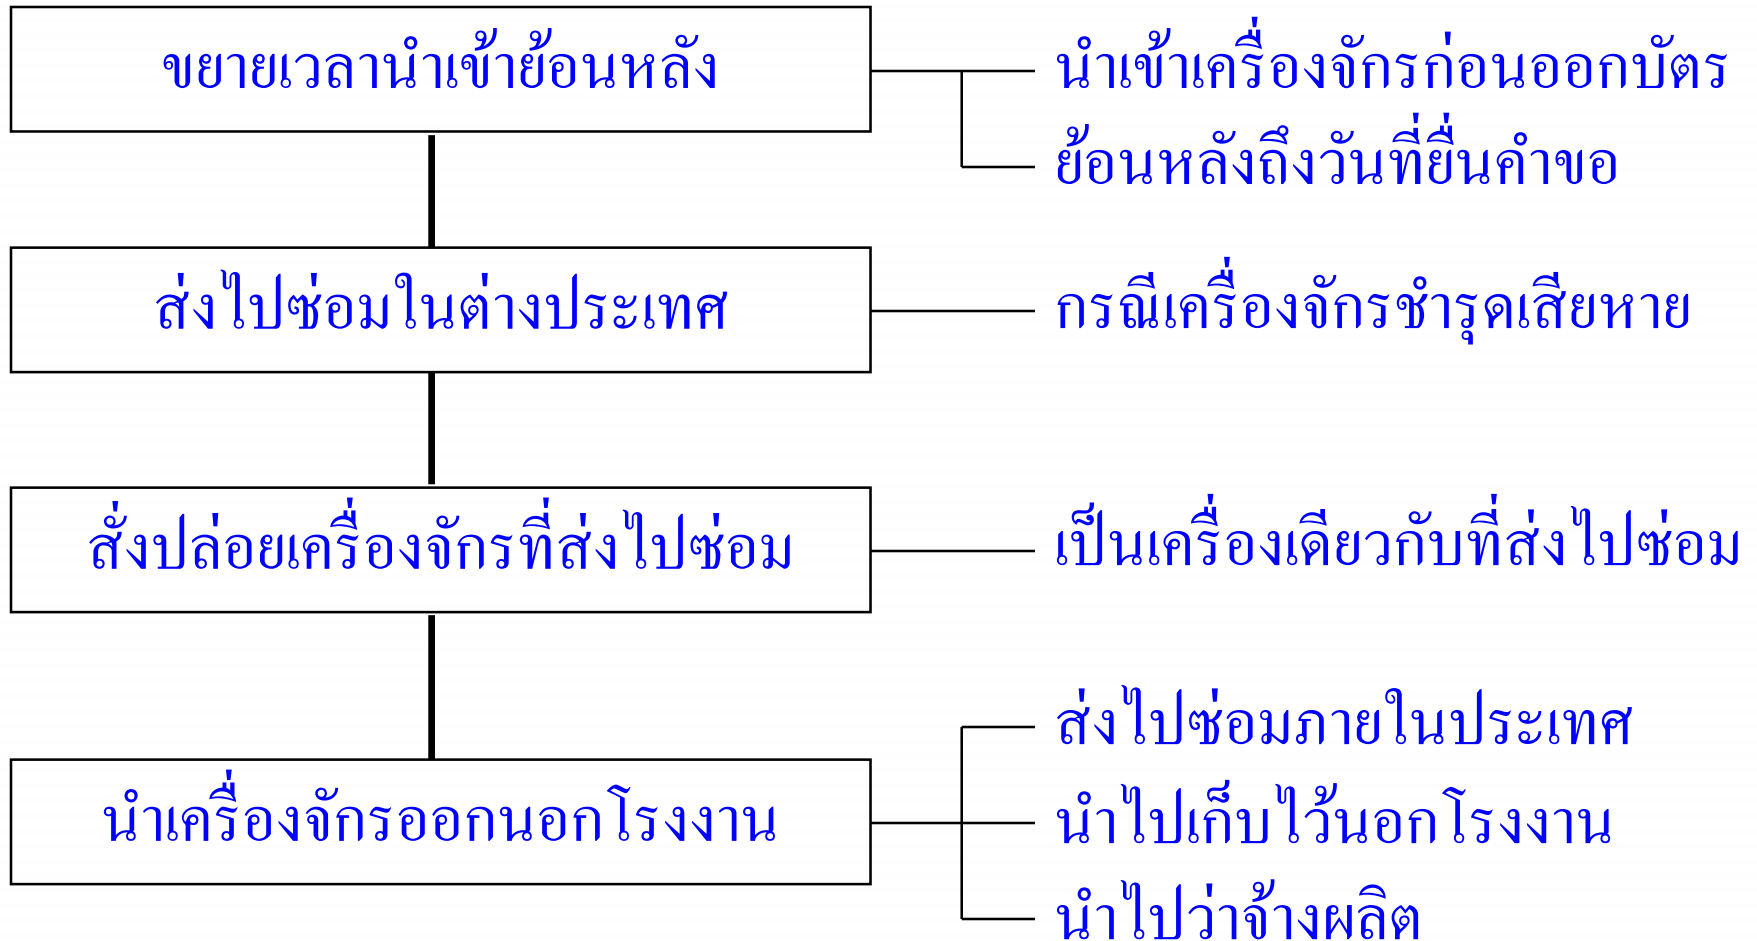 ขยายเวลานำเข้าย้อนหลัง
นำเข้าเครื่องจักรก่อนออกบัตร
ย้อนหลังถึงวันที่ยื่นคำขอ
ส่งไปซ่อมในต่างประเทศ
กรณีเครื่องจักรชำรุดเสียหาย
สั่งปล่อยเครื่องจักรที่ส่งไปซ่อม
เป็นเครื่องเดียวกับที่ส่งไปซ่อม
นำเครื่องจักรออกนอกโรงงาน
ส่งไปซ่อมภายในประเทศ
นำไปเก็บไว้นอกโรงงาน
นำไปว่าจ้างผลิต